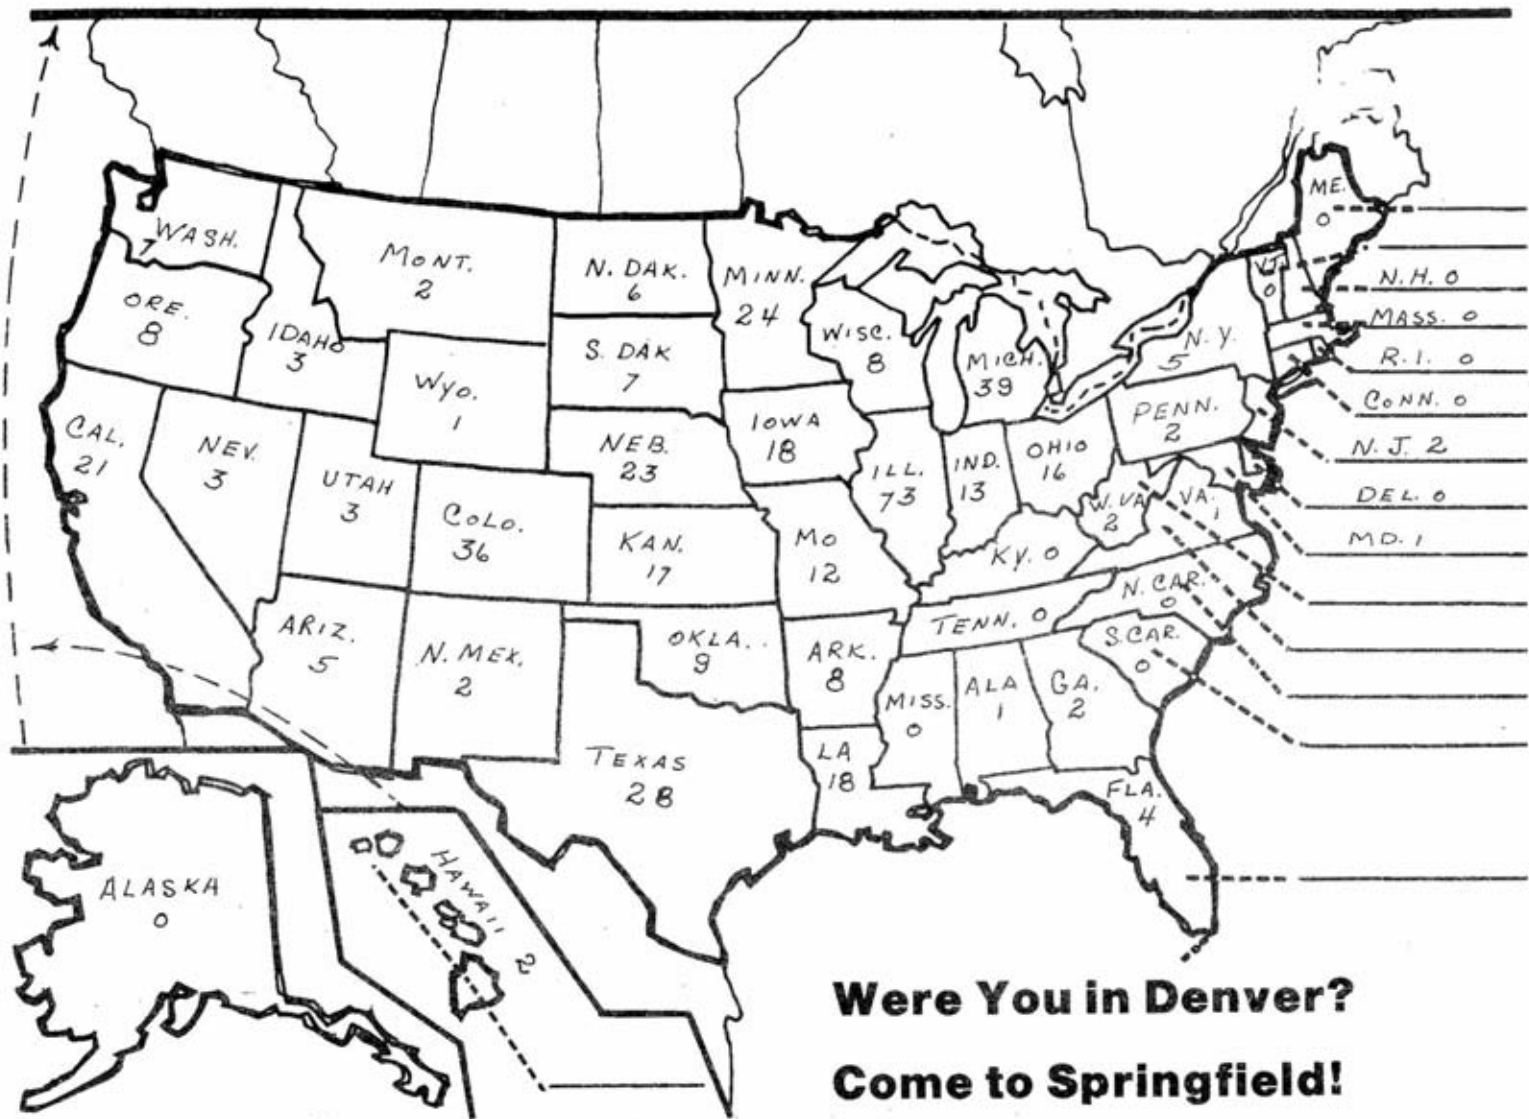 WASH.
7
ORE.
8
CAL.
21
NEV.
3
IDAHO
3
MONT.
2
WYO.
1
UTAH
3
COLO.
36
ARIZ.
5
N. MEX.
2
N. DAK.
6
S. DAK
7
NEB.
23
KAN.
17
OKLA.
9
TEXAS
28
MINN.
24
IOWA
18
MO
12
ARK.
8
LA
18
WISC.
8
ILL.
73
MICH.
39
IND.
13
OHIO
16
KY. 0
TENN. 0
MISS.
0
ALA
1
GA.
2
FLA.
4
S. CAR.
0
N. CAR.
0
VA.
1
W. VA
2
PENN.
2
N. Y.
5
VT.
0
ME.
0
N. H. 0
MASS. 0
R. I. 0
CONN. 0
N. J. 2
DEL. 0
MD. 1
ALASKA
0
HAWAII 2
Were You in Denver?
Come to Springfield!